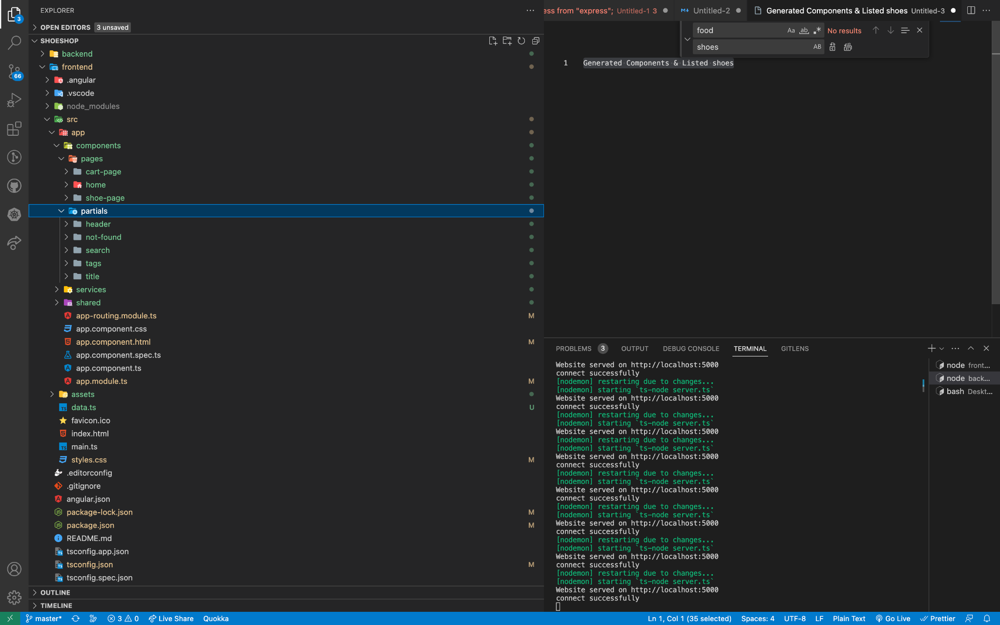 EXPLORER
OPEN EDITORS 3 unsaved
SHOESHOP
backend
frontend
.angular
.vscode
node_modules
src
app
components
pages
cart-page
home
shoe-page
partials
header
not-found
search
tags
title
services
shared
app-routing.module.ts M
app.component.css
app.component.html M
app.component.spec.ts
app.component.ts
app.module.ts M
assets
data.ts U
favicon.ico
index.html
main.ts
styles.css M
.editorconfig
.gitignore
angular.json
package-lock.json M
package.json M
README.md
tsconfig.app.json
tsconfig.json M
tsconfig.spec.json
OUTLINE
TIMELINE
3
66
ess from "express"; Untitled-1 3 Untitled-2 Generated Components & Listed shoes Untitled-3
food Aa ab .* No results
shoes AB
1 Generated Components & Listed shoes
PROBLEMS 3 OUTPUT DEBUG CONSOLE TERMINAL GITLENS
Website served on http://localhost:5000
connect successfully
[nodemon] restarting due to changes...
[nodemon] starting `ts-node server.ts`
Website served on http://localhost:5000
connect successfully
[nodemon] restarting due to changes...
[nodemon] starting `ts-node server.ts`
Website served on http://localhost:5000
[nodemon] restarting due to changes...
[nodemon] starting `ts-node server.ts`
Website served on http://localhost:5000
connect successfully
[nodemon] restarting due to changes...
[nodemon] starting `ts-node server.ts`
Website served on http://localhost:5000
connect successfully
[nodemon] restarting due to changes...
[nodemon] starting `ts-node server.ts`
Website served on http://localhost:5000
connect successfully
[nodemon] restarting due to changes...
[nodemon] starting `ts-node server.ts`
Website served on http://localhost:5000
connect successfully
[nodemon] restarting due to changes...
[nodemon] starting `ts-node server.ts`
Website served on http://localhost:5000
connect successfully
node front...
node back...
bash Deskt...
master* 3 0 Live Share Quokka Ln 1, Col 1 (35 selected) Spaces: 4 UTF-8 LF Plain Text Go Live Prettier